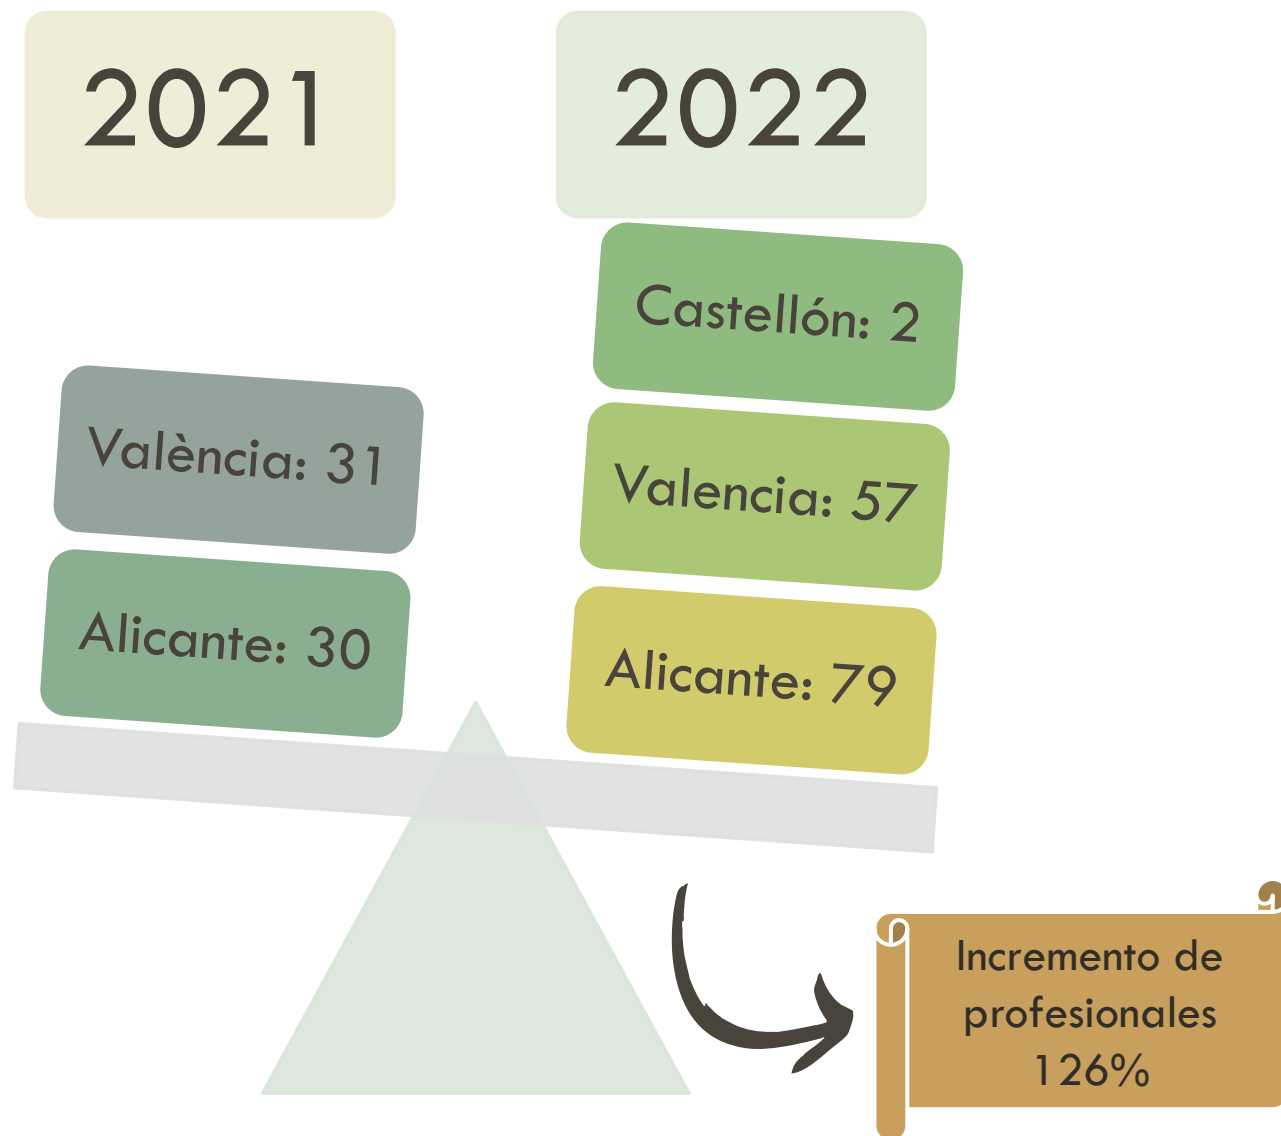 2021
2022
Castellón: 2
València: 31
Valencia: 57
Alicante: 30
Alicante: 79
Incremento de
profesionales
126%